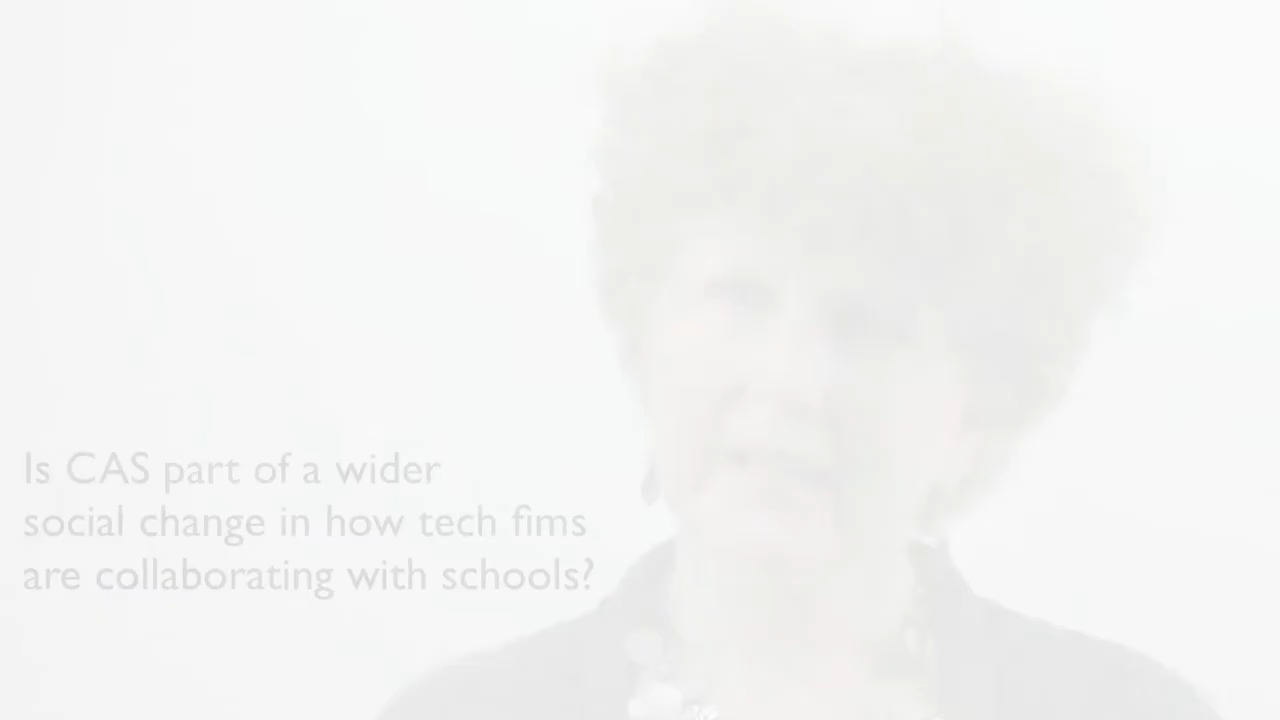 Is CAS part of a wider
social change in how tech fims
are collaborating with schools?